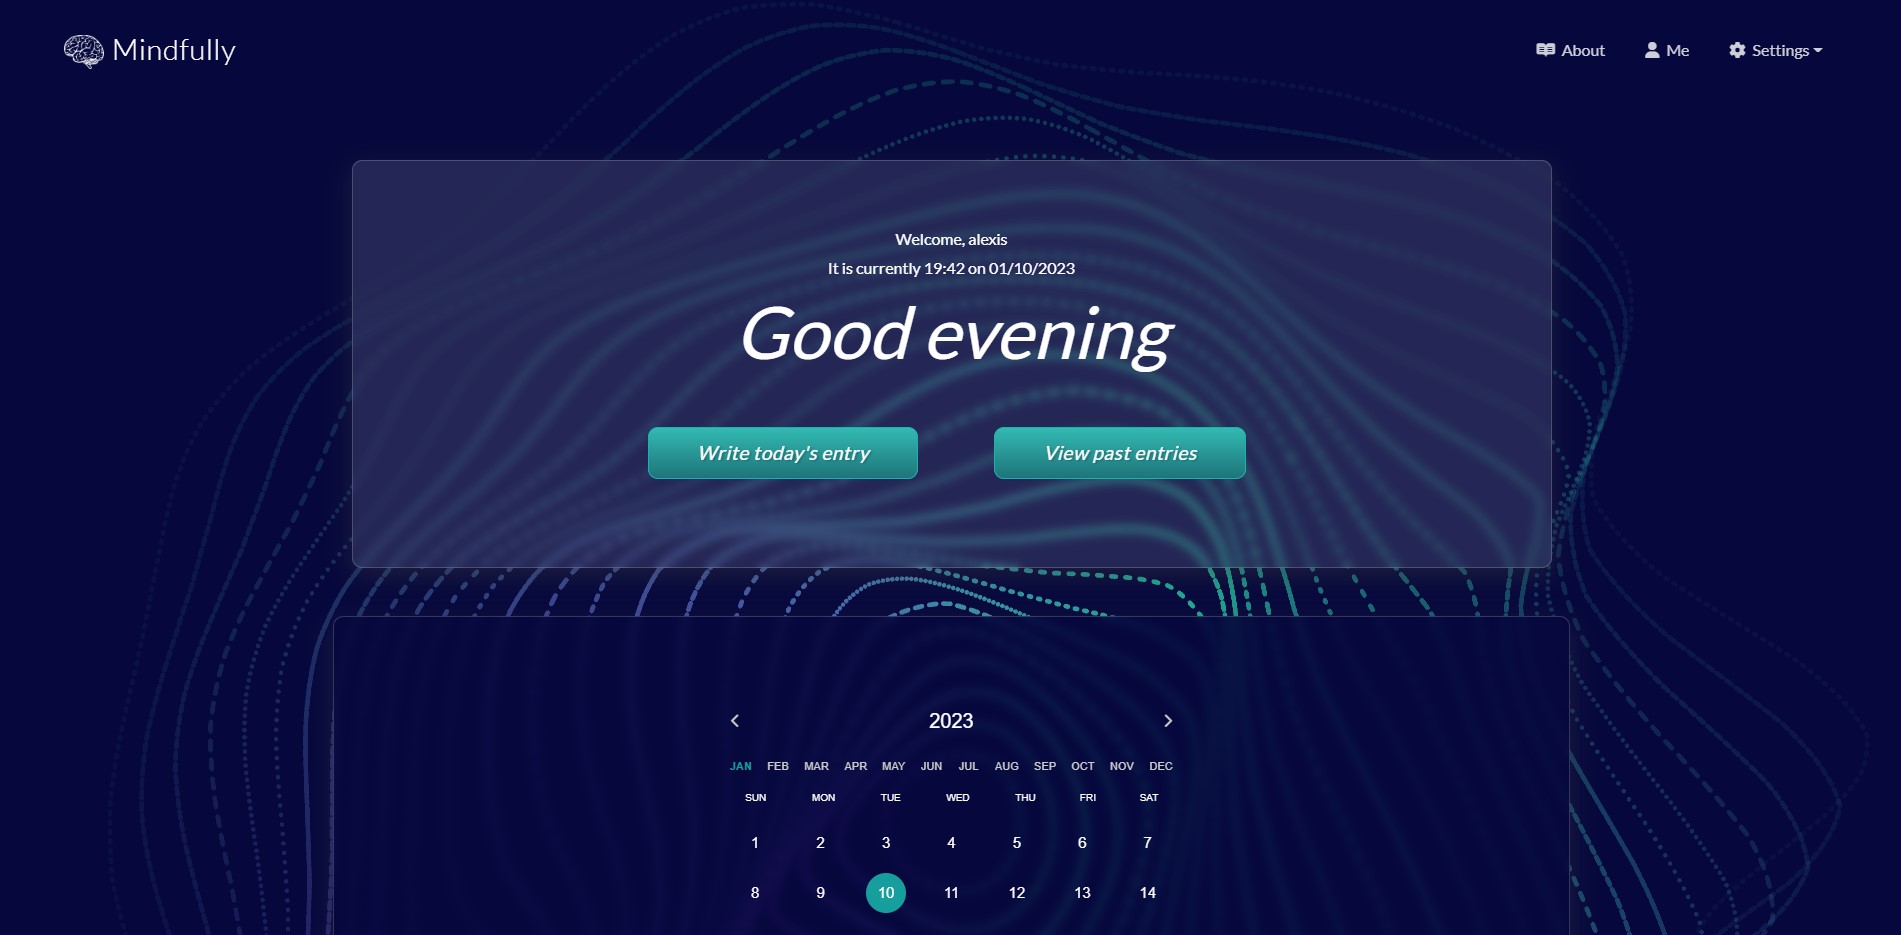 Mindfully
About Me Settings
Welcome, alexis
It is currently 19:42 on 01/10/2023
Good evening
Write today's entry View past entries
2023
JAN FEB MAR APR MAY JUN JUL AUG SEP OCT NOV DEC
SUN MON TUE WED THU FRI SAT
1 2 3 4 5 6 7
8 9 10 11 12 13 14